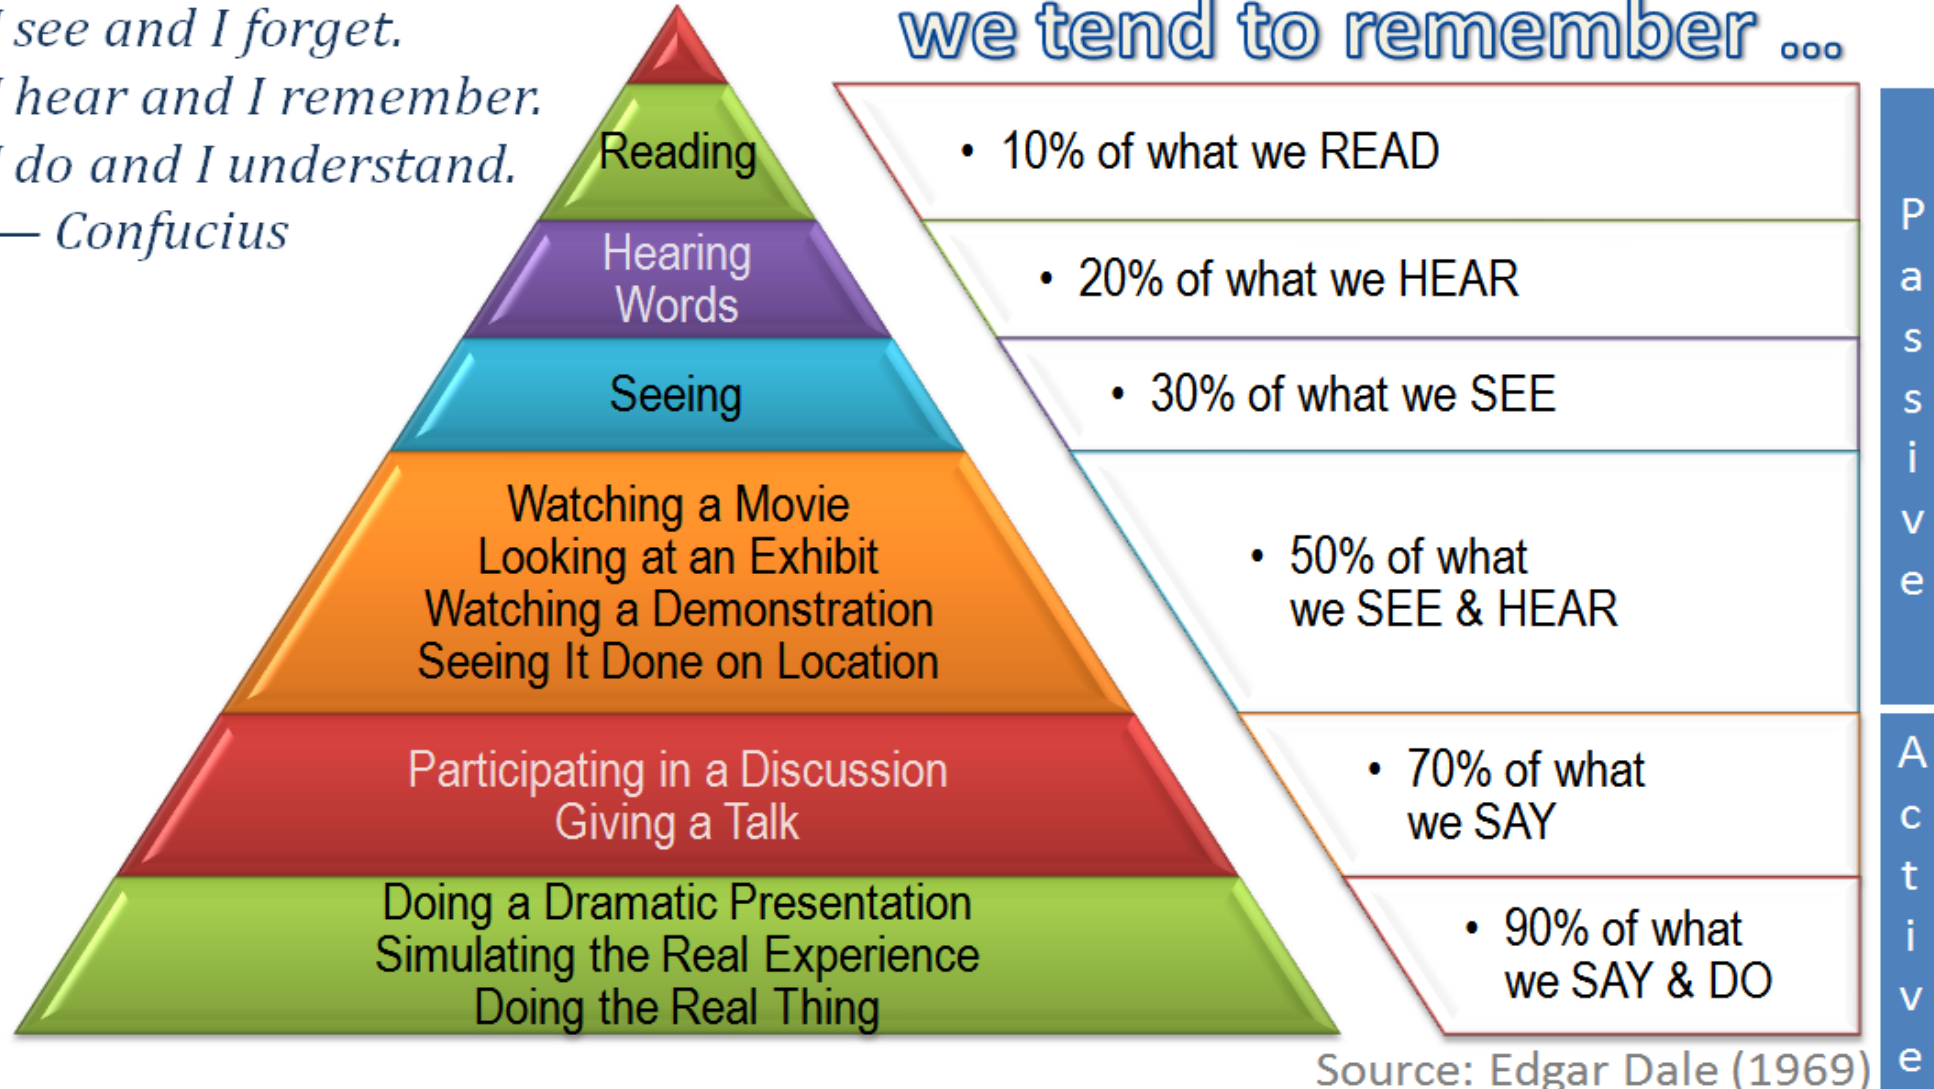 I see and I forget.
I hear and I remember.
I do and I understand.
— Confucius
we tend to remember ...
Reading
Hearing
Words
Seeing
Watching a Movie
Looking at an Exhibit
Watching a Demonstration
Seeing It Done on Location
Participating in a Discussion
Giving a Talk
Doing a Dramatic Presentation
Simulating the Real Experience
Doing the Real Thing
• 10% of what we READ
• 20% of what we HEAR
• 30% of what we SEE
• 50% of what
we SEE & HEAR
• 70% of what
we SAY
• 90% of what
we SAY & DO
Passive
Active
Source: Edgar Dale (1969)